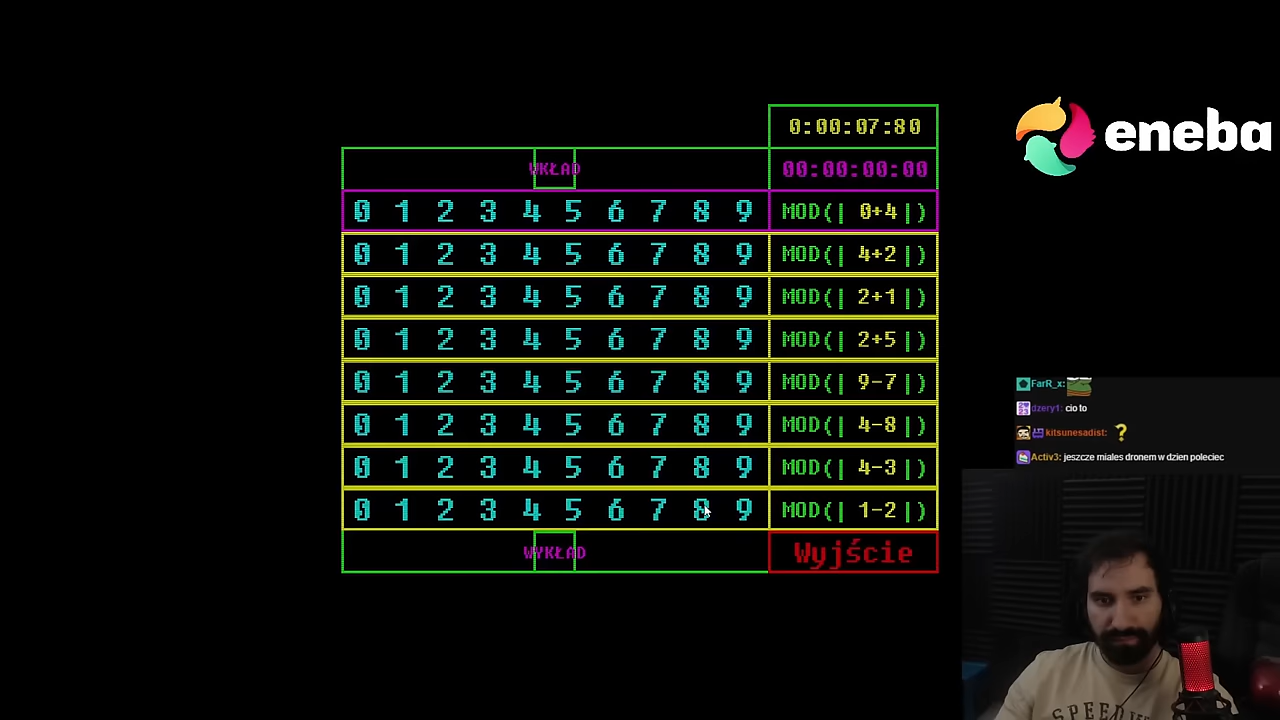 0:00:07:80
WKŁAD 00:00:00:00
0 1 2 3 4 5 6 7 8 9 MOD(| 0+4 |)
0 1 2 3 4 5 6 7 8 9 MOD(| 4+2 |)
0 1 2 3 4 5 6 7 8 9 MOD(| 2+1 |)
0 1 2 3 4 5 6 7 8 9 MOD(| 2+5 |)
0 1 2 3 4 5 6 7 8 9 MOD(| 9-7 |)
0 1 2 3 4 5 6 7 8 9 MOD(| 4-8 |)
0 1 2 3 4 5 6 7 8 9 MOD(| 4-3 |)
0 1 2 3 4 5 6 7 8 9 MOD(| 1-2 |)
WYKŁAD Wyjście
eneba
FarR_x:
dzery1: cio to
kitsunesadist: ?
Activ3: jeszcze miales dronem w dzien poleciec